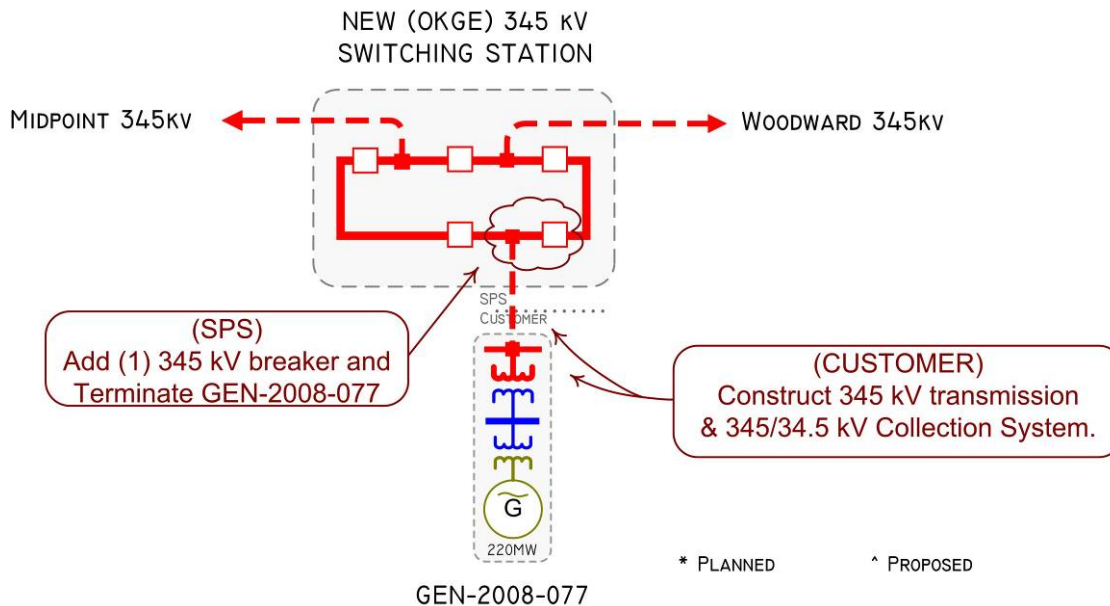 NEW (OKGE) 345 KV
SWITCHING STATION
MIDPOINT 345KV
WOODWARD 345KV
SPS
CUSTOMER
(SPS)
Add (1) 345 kV breaker and
Terminate GEN-2008-077
(CUSTOMER)
Construct 345 kV transmission
& 345/34.5 kV Collection System.
G
220MW
* PLANNED
^ PROPOSED
GEN-2008-077